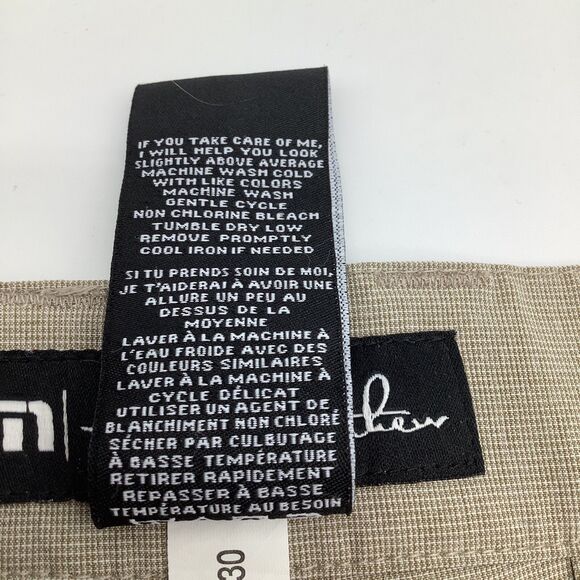 IF YOU TAKE CARE OF ME,
I WILL HELP YOU LOOK
SLIGHTLY ABOVE AVERAGE
MACHINE WASH COLD
WITH LIKE COLORS
MACHINE WASH
GENTLE CYCLE
NON CHLORINE BLEACH
TUMBLE DRY LOW
REMOVE PROMPTLY
COOL IRON IF NEEDED
SI TU PRENDS SOIN DE MOI,
JE T'AIDERAI À AVOIR UNE
ALLURE UN PEU AU
DESSUS DE LA
MOYENNE
LAVER À LA MACHINE À
L'EAU FROIDE AVEC DES
COULEURS SIMILAIRES
LAVER À LA MACHINE À
CYCLE DÉLICAT
UTILISER UN AGENT DE
BLANCHIMENT NON CHLORÉ
SÉCHER PAR CULBUTAGE
À BASSE TEMPÉRATURE
RETIRER RAPIDEMENT
REPASSER À BASSE
TEMPÉRATURE AU BESOIN
30